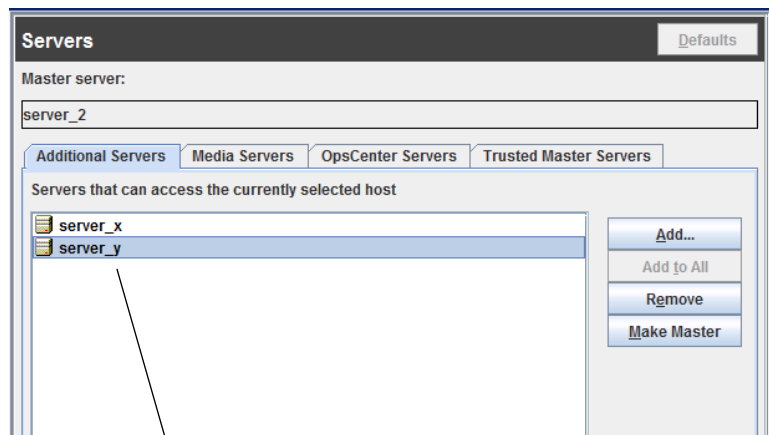 Servers
Defaults
Master server:
server_2
Additional Servers
Media Servers
OpsCenter Servers
Trusted Master Servers
Servers that can access the currently selected host
server_x
server_y
Add...
Add to All
Remove
Make Master